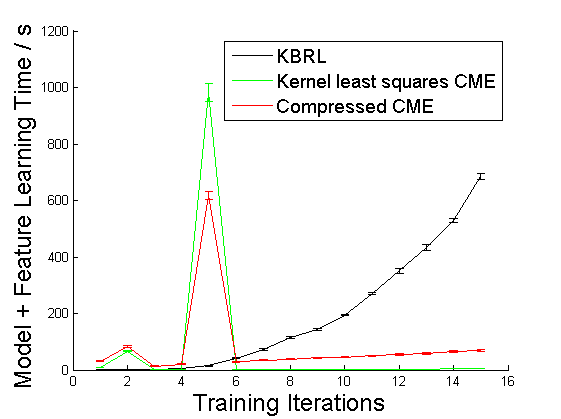 Model + Feature Learning Time / s
1200
1000
800
600
400
200
0
KBRL
Kernel least squares CME
Compressed CME
0 2 4 6 8 10 12 14 16
Training Iterations